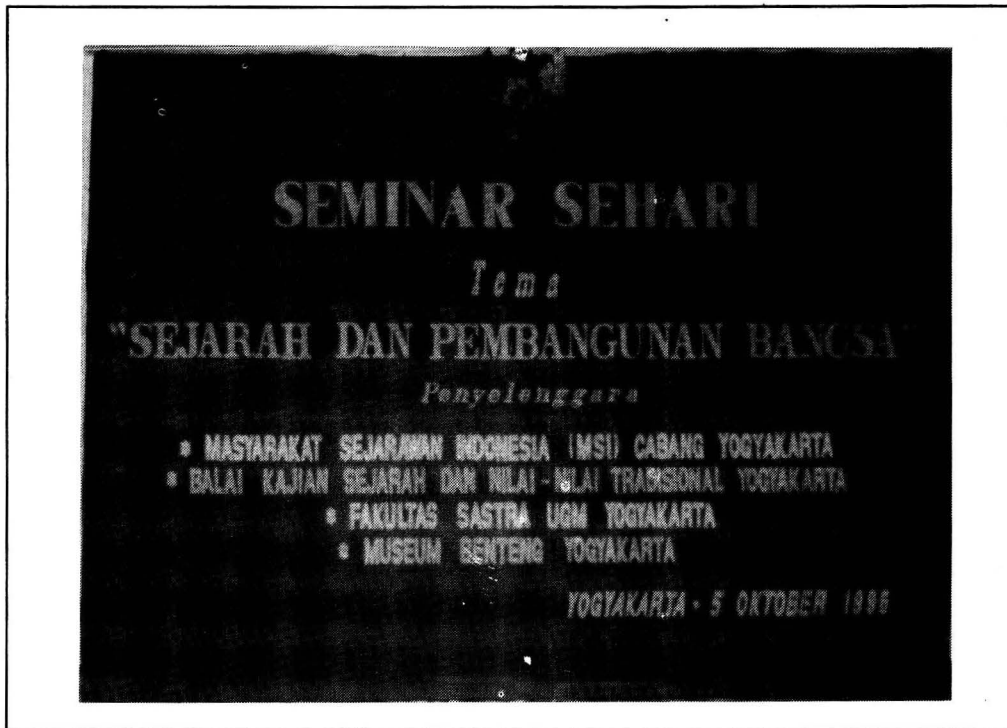 SEMINAR SEHARI
Tema
"SEJARAH DAN PEMBANGUNAN BANGSA"
Penyelenggara
* MASYARAKAT SEJARAWAN INDONESIA (MSI) CABANG YOGYAKARTA
* BALAI KAJIAN SEJARAH DAN NILAI-NILAI TRADISIONAL YOGYAKARTA
* FAKULTAS SASTRA UGM YOGYAKARTA
* MUSEUM BENTENG YOGYAKARTA
YOGYAKARTA - 5 OKTOBER